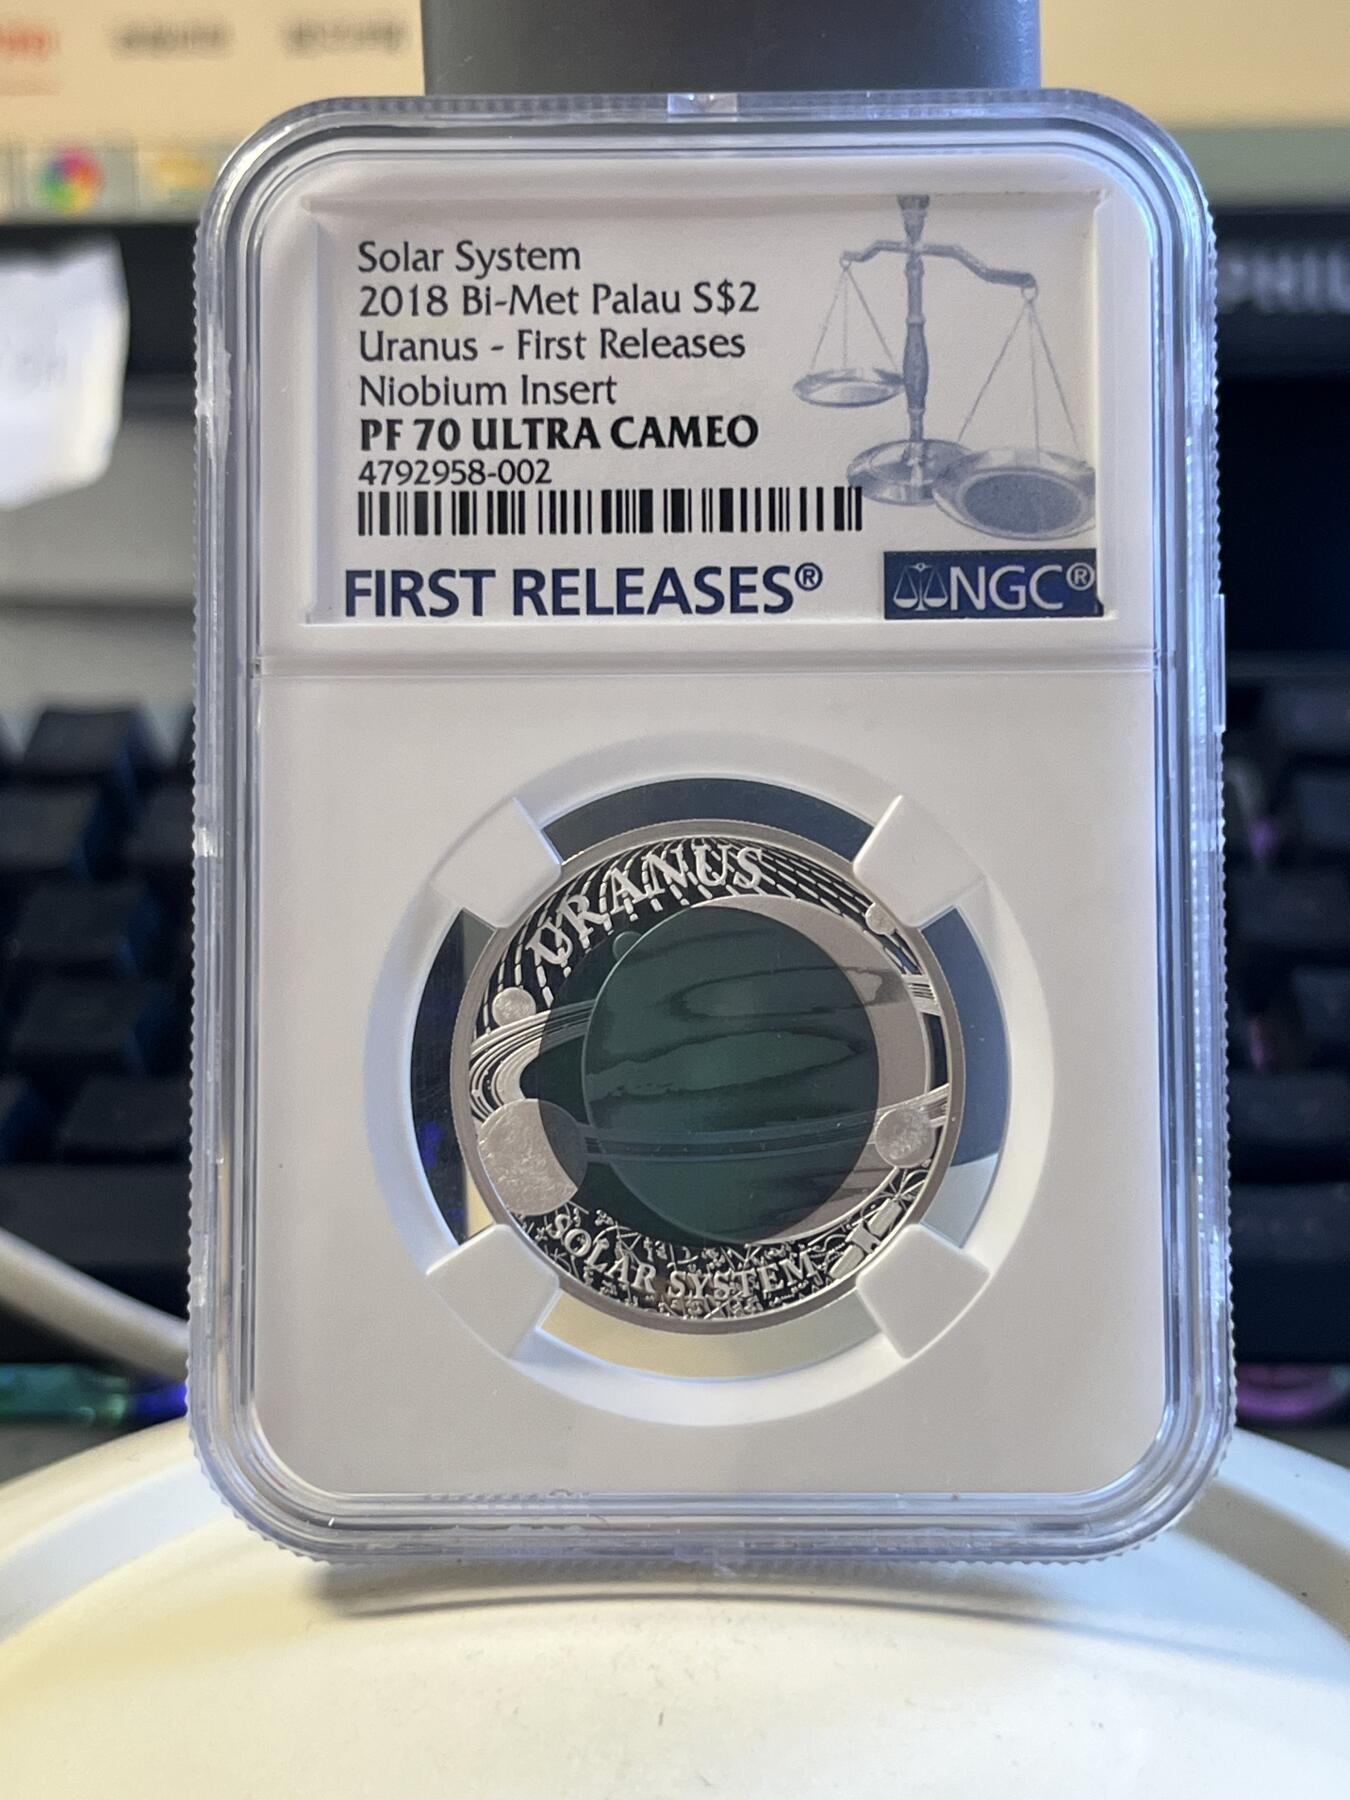 PHIL
Solar System
2018 Bi-Met Palau S$2
Uranus - First Releases
Niobium Insert
PF 70 ULTRA CAMEO
4792958-002
FIRST RELEASES®
NGC®
URANUS
SOLAR SYSTEM